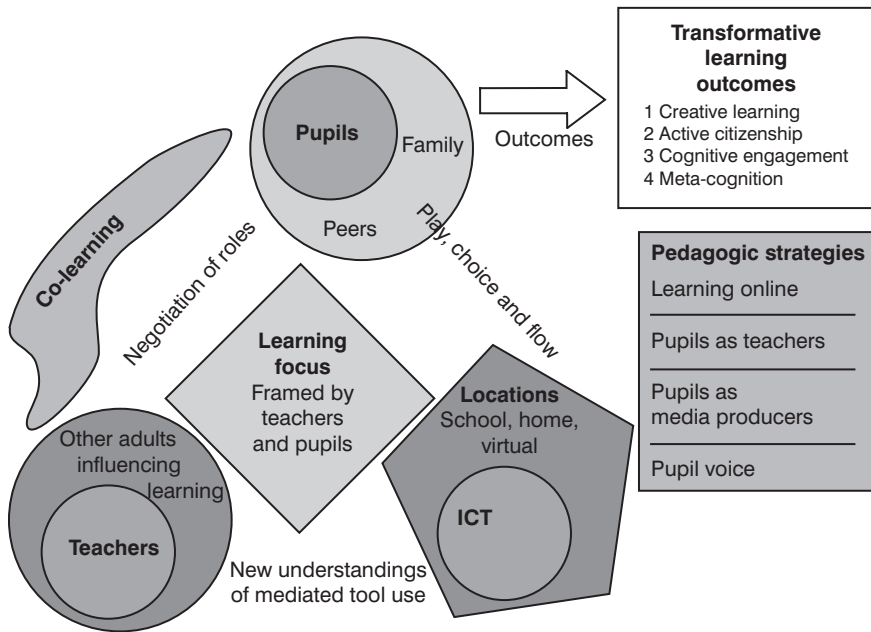 Transformative
learning
outcomes
1 Creative learning
2 Active citizenship
3 Cognitive engagement
4 Meta-cognition
Outcomes
Pupils
Family
Peers
Co-learning
Negotiation of roles
Play, choice and flow
Learning
focus
Framed by
teachers
and pupils
Locations
School, home,
virtual
ICT
Other adults
influencing
learning
Teachers
New understandings
of mediated tool use
Pedagogic strategies
Learning online
Pupils as teachers
Pupils as
media producers
Pupil voice